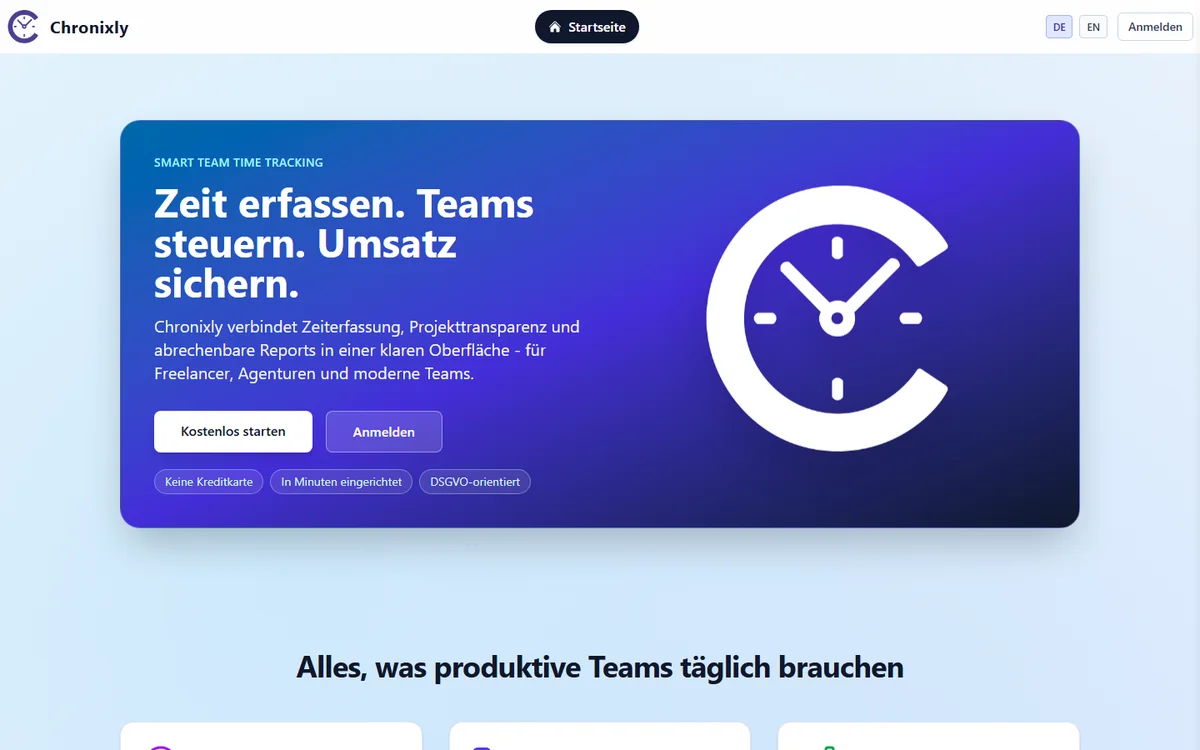 Chronixly
Startseite
DE
EN
Anmelden
SMART TEAM TIME TRACKING
Zeit erfassen. Teams
steuern. Umsatz
sichern.
Chronixly verbindet Zeiterfassung, Projekttransparenz und
abrechenbare Reports in einer klaren Oberfläche - für
Freelancer, Agenturen und moderne Teams.
Kostenlos starten
Anmelden
Keine Kreditkarte
In Minuten eingerichtet
DSGVO-orientiert
Alles, was produktive Teams täglich brauchen